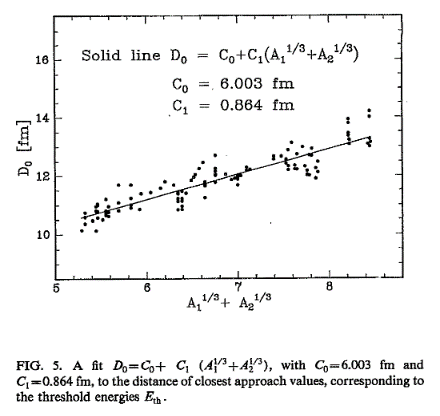 16
14
12
10
D₀ [fm]
Solid line D₀ = C₀+C₁(A₁^1/3+A₂^1/3)
C₀ = 6.003 fm
C₁ = 0.864 fm
5 6 7 8
A₁^1/3+ A₂^1/3
FIG. 5. A fit D₀=C₀+ C₁ (A₁^1/3+A₂^1/3), with C₀=6.003 fm and
C₁=0.864 fm, to the distance of closest approach values, corresponding to
the threshold energies E_th.